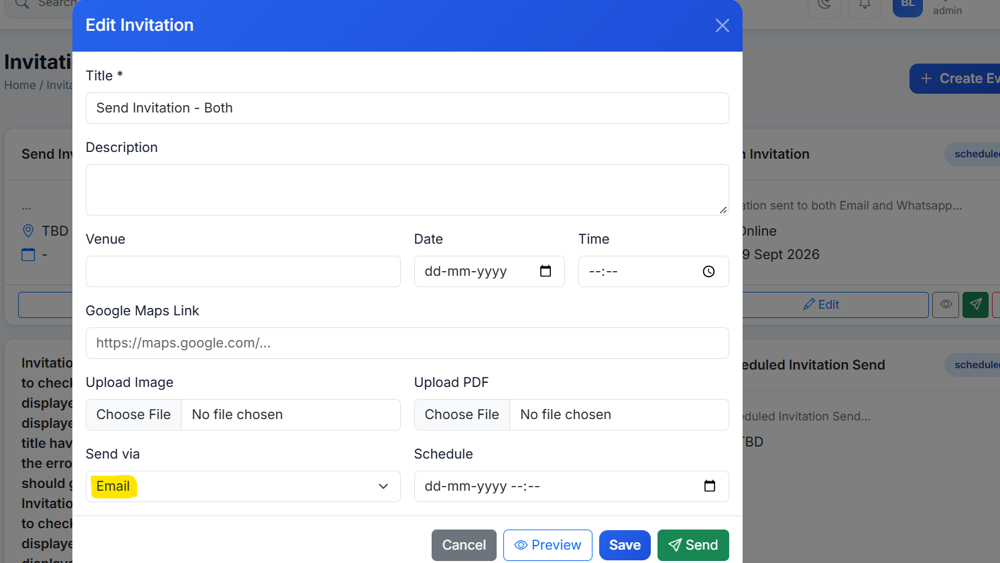 Search
BL
admin
Edit Invitation
Invitati
Home / Invita
Create Ev
Title *
Send Invitation - Both
Description
Send Inv
...
TBD
-
n Invitation
schedule
ation sent to both Email and Whatsapp...
Online
9 Sept 2026
Edit
Venue
Date
Time
dd-mm-yyyy
--:--
Google Maps Link
https://maps.google.com/...
Upload Image
Upload PDF
Choose File No file chosen
Choose File No file chosen
Send via
Schedule
Email
dd-mm-yyyy --:--
Cancel
Preview
Save
Send
Invitatio
to check
displaye
displaye
title hav
the erro
should g
Invitatio
to check
displaye
eduled Invitation Send
schedule
eduled Invitation Send...
TBD